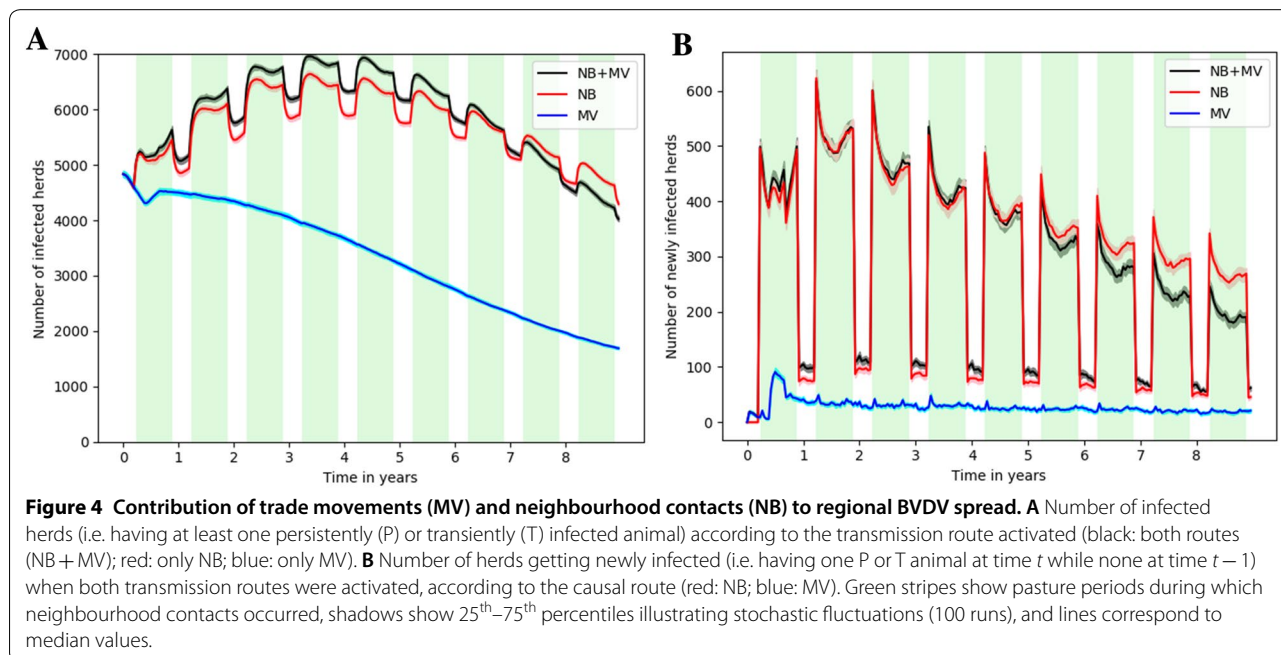 A
7000
6000
5000
4000
3000
2000
1000
0
Number of infected herds
0 1 2 3 4 5 6 7 8
Time in years
NB+MV
NB
MV
B
600
500
400
300
200
100
0
Number of newly infected herds
0 1 2 3 4 5 6 7 8
Time in years
NB+MV
NB
MV
Figure 4 Contribution of trade movements (MV) and neighbourhood contacts (NB) to regional BVDV spread. A Number of infected
herds (i.e. having at least one persistently (P) or transiently (T) infected animal) according to the transmission route activated (black: both routes
(NB + MV); red: only NB; blue: only MV). B Number of herds getting newly infected (i.e. having one P or T animal at time t while none at time t − 1)
when both transmission routes were activated, according to the causal route (red: NB; blue: MV). Green stripes show pasture periods during which
neighbourhood contacts occurred, shadows show 25th–75th percentiles illustrating stochastic fluctuations (100 runs), and lines correspond to
median values.